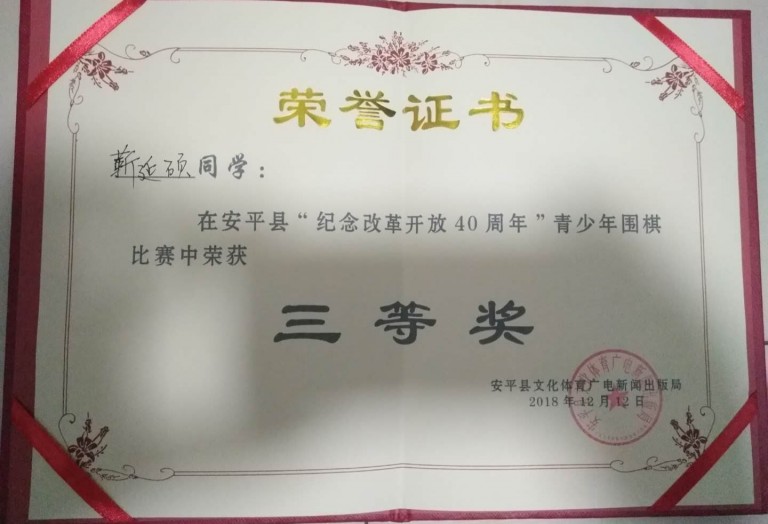 荣誉证书
靳延硕同学：
在安平县“纪念改革开放40周年”青少年围棋
比赛中荣获
三等奖
安平县文化体育广电新闻出版局
2018年12月12日